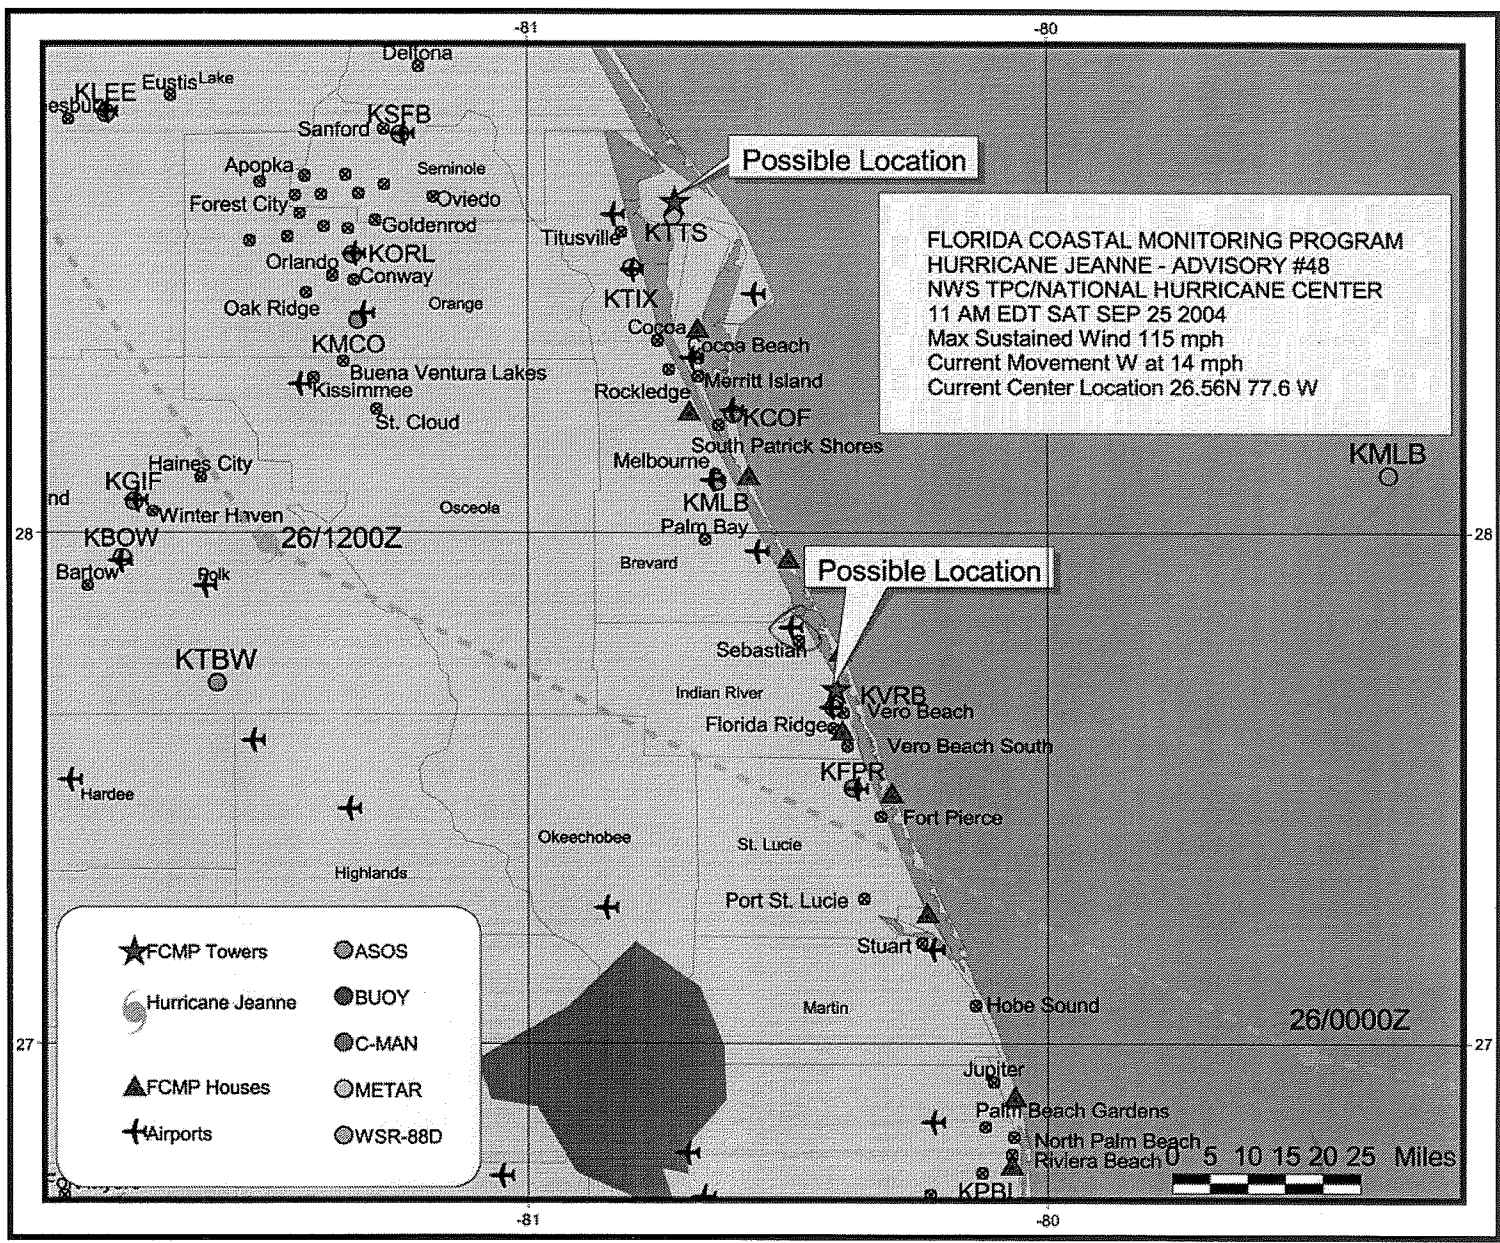 -81
-80
Deltona
KLEE
Eustis
Lake
KSFB
Sanford
Apopka
Seminole
Forest City
Oviedo
Goldenrod
Possible Location
KTTS
Titusville
KORL
Orlando
Conway
Oak Ridge
Orange
KTIX
FLORIDA COASTAL MONITORING PROGRAM
HURRICANE JEANNE - ADVISORY #48
NWS TPC/NATIONAL HURRICANE CENTER
11 AM EDT SAT SEP 25 2004
Max Sustained Wind 115 mph
Current Movement W at 14 mph
Current Center Location 26.56N 77.6 W
KMCO
Cocoa
Cocoa Beach
Buena Ventura Lakes
Kissimmee
Merritt Island
Rockledge
St. Cloud
KCOF
South Patrick Shores
Haines City
Melbourne
KMLB
KGIF
nd
Winter Haven
Osceola
KMLB
Palm Bay
28
28
26/1200Z
KBOW
Bartow
Polk
Brevard
Possible Location
KTBW
Sebastian
Indian River
KVRB
Vero Beach
Florida Ridge
Vero Beach South
KFPR
Hardee
Fort Pierce
Okeechobee
St. Lucie
Highlands
Port St. Lucie
Stuart
Martin
Hobe Sound
26/0000Z
27
27
FCMP Towers
ASOS
Hurricane Jeanne
BUOY
C-MAN
FCMP Houses
METAR
Airports
WSR-88D
Jupiter
Palm Beach Gardens
North Palm Beach
Riviera Beach
0 5 10 15 20 25 Miles
KPBI
-81
-80